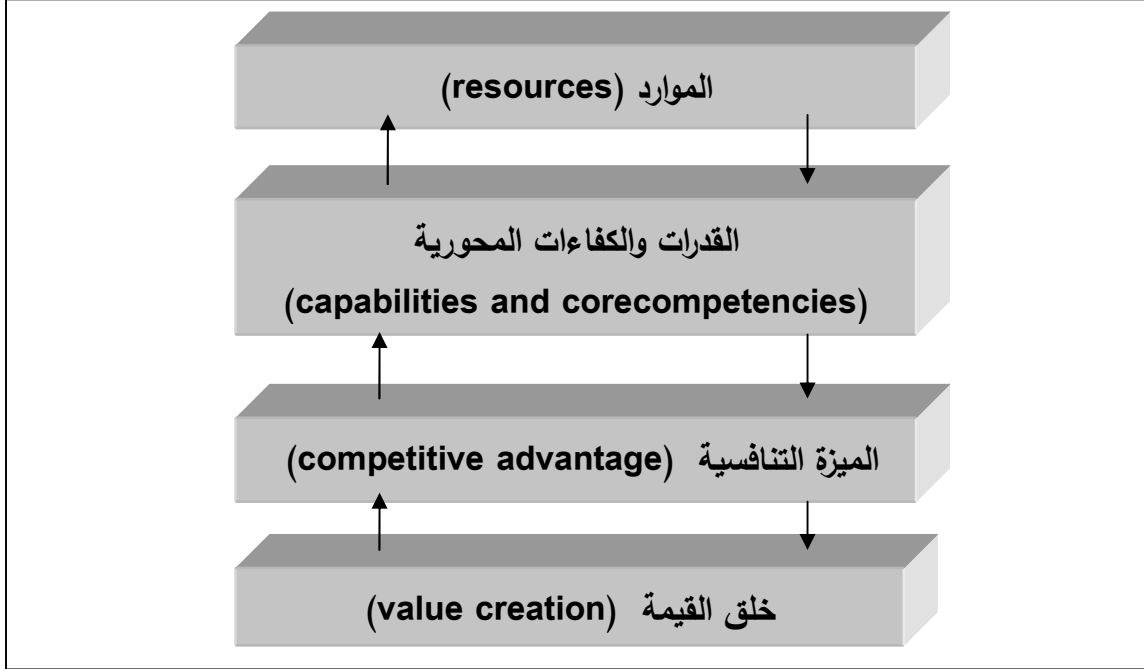 الموارد (resources)
القدرات والكفاءات المحورية
(capabilities and corecompetencies)
الميزة التنافسية (competitive advantage)
خلق القيمة (value creation)